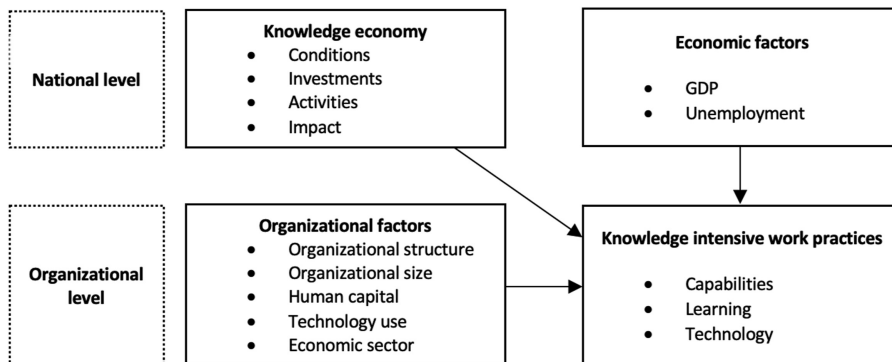 National level
Knowledge economy
• Conditions
• Investments
• Activities
• Impact
Economic factors
• GDP
• Unemployment
Organizational
level
Organizational factors
• Organizational structure
• Organizational size
• Human capital
• Technology use
• Economic sector
Knowledge intensive work practices
• Capabilities
• Learning
• Technology